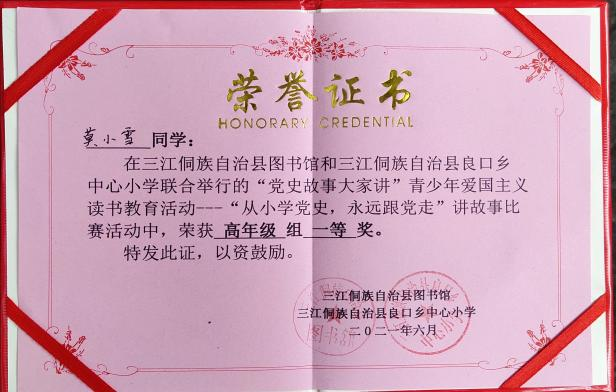 荣誉证书
HONORARY CREDENTIAL
莫小雪 同学：
在三江侗族自治县图书馆和三江侗族自治县良口乡
中心小学联合举行的“党史故事大家讲”青少年爱国主义
读书教育活动---“从小学党史，永远跟党走”讲故事比
赛活动中，荣获 高年级 组 一等 奖。
特发此证，以资鼓励。
三江侗族自治县图书馆
三江侗族自治县良口乡中心小学
二〇二一年六月